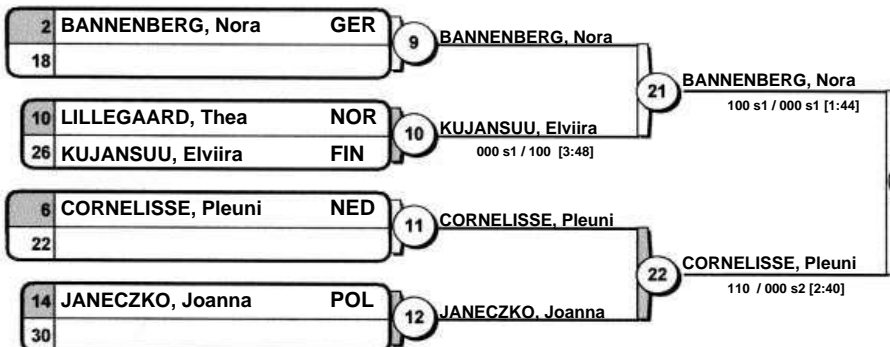 2 BANNENBERG, Nora GER
18
9
BANNENBERG, Nora
10 LILLEGAARD, Thea NOR
26 KUJANSUU, Elviira FIN
10
KUJANSUU, Elviira
000 s1 / 100 [3:48]
21
BANNENBERG, Nora
100 s1 / 000 s1 [1:44]
6 CORNELISSE, Pleuni NED
22
11
CORNELISSE, Pleuni
14 JANECZKO, Joanna POL
30
12
JANECZKO, Joanna
22
CORNELISSE, Pleuni
110 / 000 s2 [2:40]